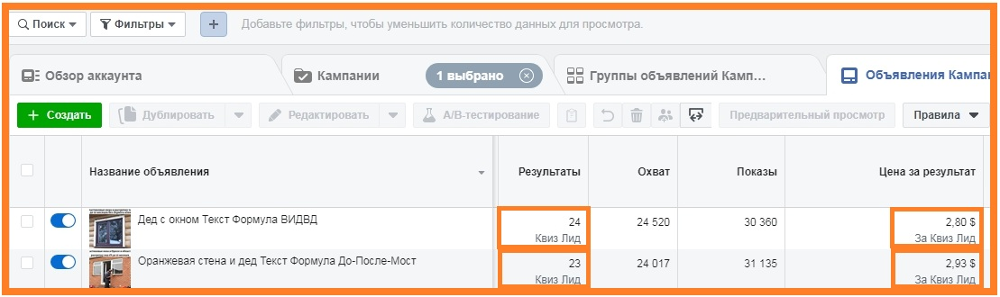 Поиск Фильтры + Добавьте фильтры, чтобы уменьшить количество данных для просмотра.
Обзор аккаунта Кампании 1 выбрано Группы объявлений Камп... Объявления Кампа
+ Создать Дублировать Редактировать A/B-тестирование Предварительный просмотр Правила
Название объявления Результаты Охват Показы Цена за результат
Дед с окном Текст Формула ВИДВД 24 24 520 30 360 2,80 $
Квиз Лид За Квиз Лид
Оранжевая стена и дед Текст Формула До-После-Мост 23 24 017 31 135 2,93 $
Квиз Лид За Квиз Лид